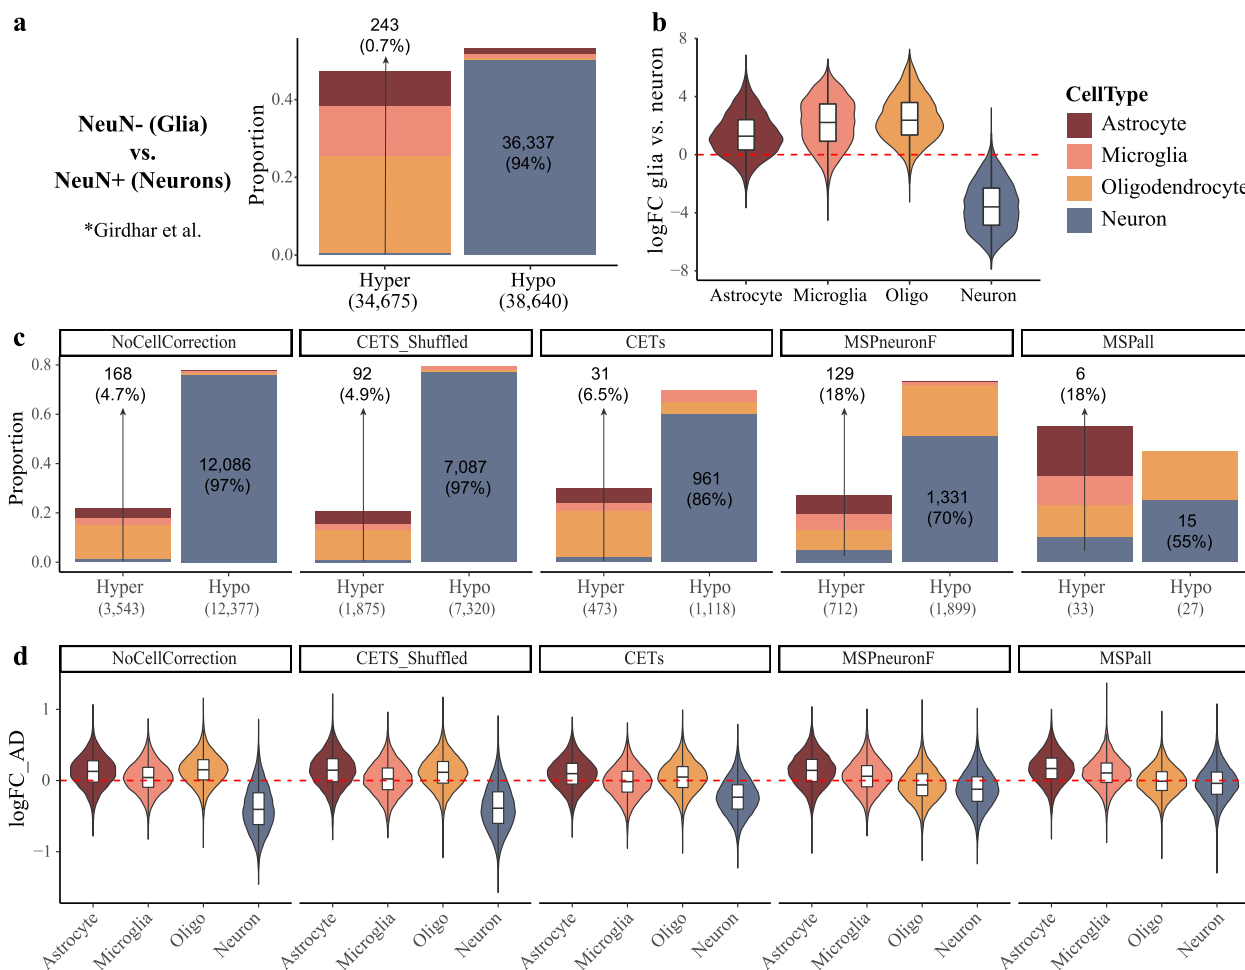 a
NeuN- (Glia)
vs.
NeuN+ (Neurons)
*Girdhar et al.
Proportion
0.4
0.2
0.0
243
(0.7%)
36,337
(94%)
Hyper
(34,675)
Hypo
(38,640)
b
logFC glia vs. neuron
8
4
0
−4
−8
Astrocyte
Microglia
Oligo
Neuron
CellType
Astrocyte
Microglia
Oligodendrocyte
Neuron
c
Proportion
0.8
0.6
0.4
0.2
0.0
NoCellCorrection
168
(4.7%)
12,086
(97%)
Hyper
(3,543)
Hypo
(12,377)
CETS_Shuffled
92
(4.9%)
7,087
(97%)
Hyper
(1,875)
Hypo
(7,320)
CETs
31
(6.5%)
961
(86%)
Hyper
(473)
Hypo
(1,118)
MSPneuronF
129
(18%)
1,331
(70%)
Hyper
(712)
Hypo
(1,899)
MSPall
6
(18%)
15
(55%)
Hyper
(33)
Hypo
(27)
d
logFC_AD
1
0
−1
NoCellCorrection
Astrocyte
Microglia
Oligo
Neuron
CETS_Shuffled
Astrocyte
Microglia
Oligo
Neuron
CETs
Astrocyte
Microglia
Oligo
Neuron
MSPneuronF
Astrocyte
Microglia
Oligo
Neuron
MSPall
Astrocyte
Microglia
Oligo
Neuron